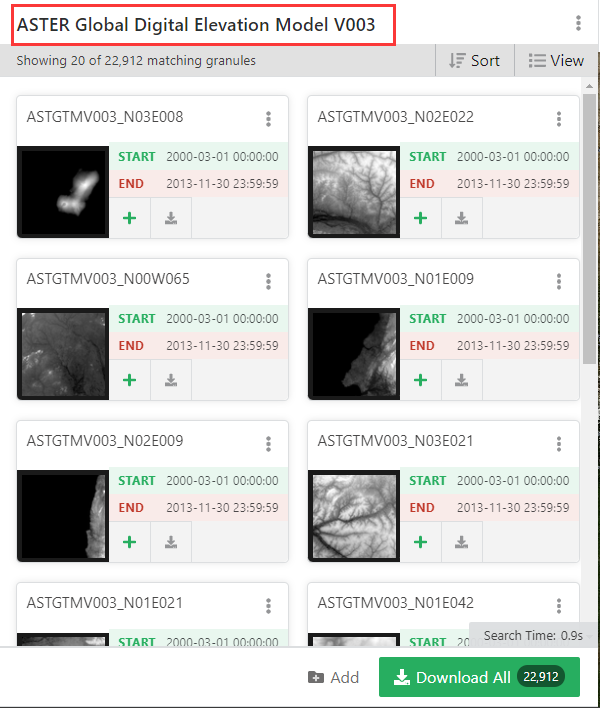 ASTER Global Digital Elevation Model V003
Showing 20 of 22,912 matching granules
Sort
View
ASTGTMV003_N03E008
START 2000-03-01 00:00:00
END 2013-11-30 23:59:59
ASTGTMV003_N02E022
START 2000-03-01 00:00:00
END 2013-11-30 23:59:59
ASTGTMV003_N00W065
START 2000-03-01 00:00:00
END 2013-11-30 23:59:59
ASTGTMV003_N01E009
START 2000-03-01 00:00:00
END 2013-11-30 23:59:59
ASTGTMV003_N02E009
START 2000-03-01 00:00:00
END 2013-11-30 23:59:59
ASTGTMV003_N03E021
START 2000-03-01 00:00:00
END 2013-11-30 23:59:59
ASTGTMV003_N01E021
START 2000-03-01 00:00:00
ASTGTMV003_N01E042
START 2000-03-01 00:00:00
Search Time: 0.9s
Add
Download All 22,912